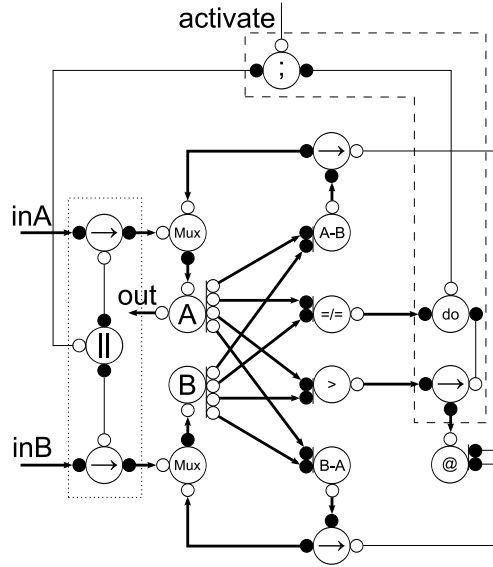 activate
;
→
inA
→
Mux
A-B
out
A
=/=
do
||
B
>
→
inB
→
Mux
B-A
@
→